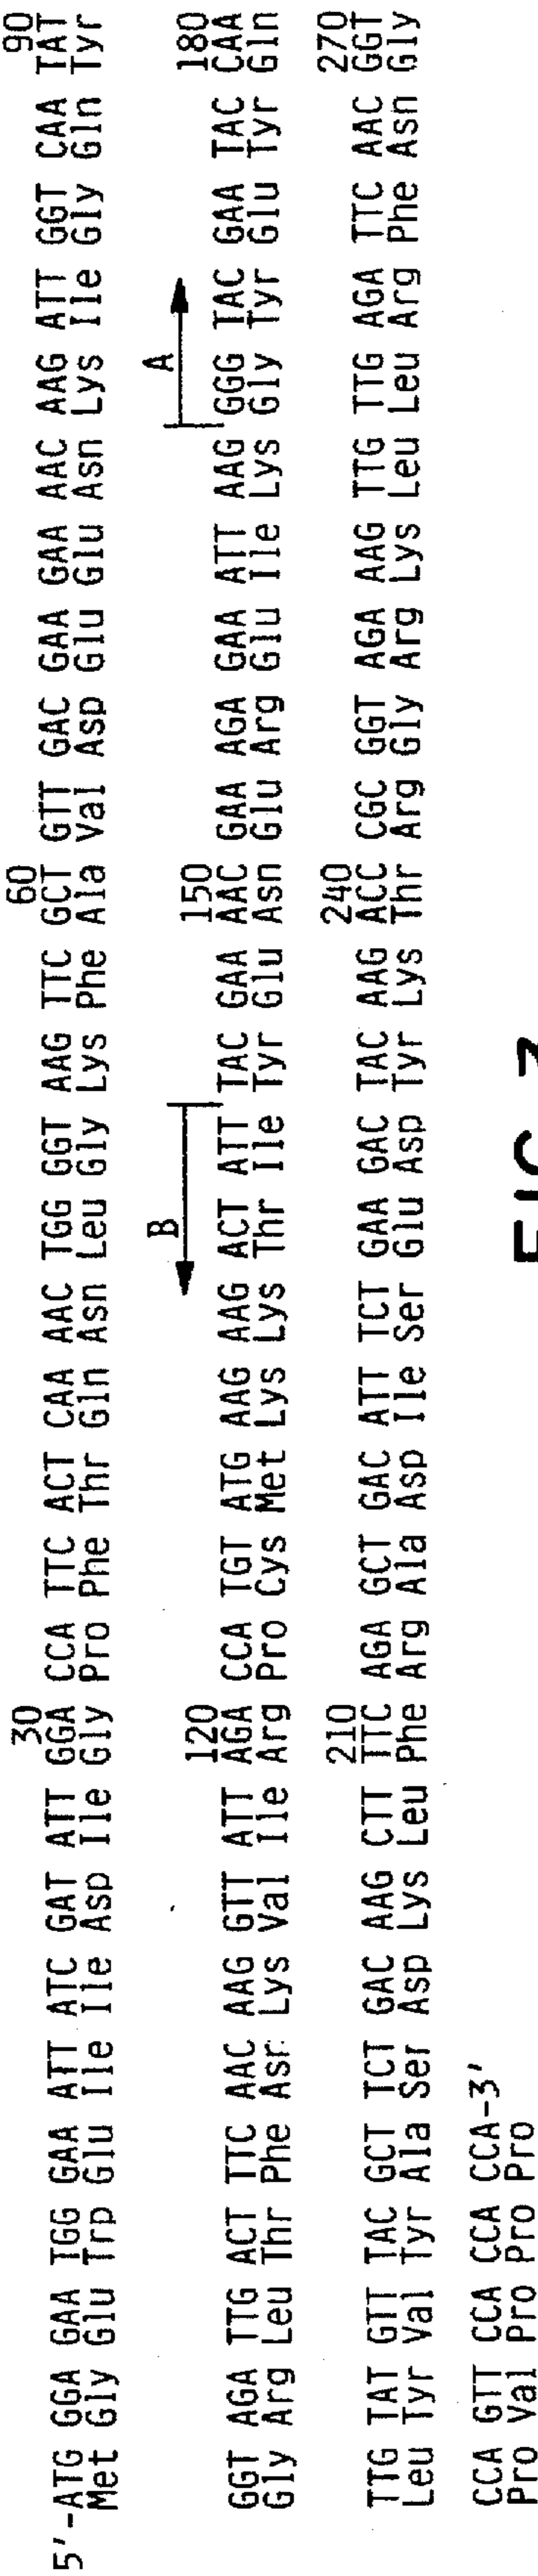 30 60 90
5'-ATG GGA GAA TGG GAA ATT ATC GAT ATT GGA CCA TTC ACT CAA AAC TGG GGT AAG TTC GCT GTT GAC GAA GAA AAC AAG ATT GGT CAA TAT
Met Gly Glu Trp Glu Ile Ile Asp Ile Gly Pro Phe Thr Gln Asn Leu Gly Lys Phe Ala Val Asp Glu Glu Asn Lys Ile Gly Gln Tyr
B A
120 150 180
GGT AGA TTG ACT TTC AAC AAG GTT ATT AGA CCA TGT ATG AAG AAG ACT ATT TAC GAA AAC GAA AGA GAA ATT AAG GGG TAC GAA TAC CAA
Gly Arg Leu Thr Phe Asn Lys Val Ile Arg Pro Cys Met Lys Lys Thr Ile Tyr Glu Asn Glu Arg Glu Ile Lys Gly Tyr Glu Tyr Gln
210 240 270
TTG TAT GTT TAC GCT TCT GAC AAG CTT TTC AGA GCT GAC ATT TCT GAA GAC TAC AAG ACC CGC GGT AGA AAG TTG TTG AGA TTC AAC GGT
Leu Tyr Val Tyr Ala Ser Asp Lys Leu Phe Arg Ala Asp Ile Ser Glu Asp Tyr Lys Thr Arg Gly Arg Lys Leu Leu Arg Phe Asn Gly
CCA GTT CCA CCA CCA-3'
Pro Val Pro Pro Pro